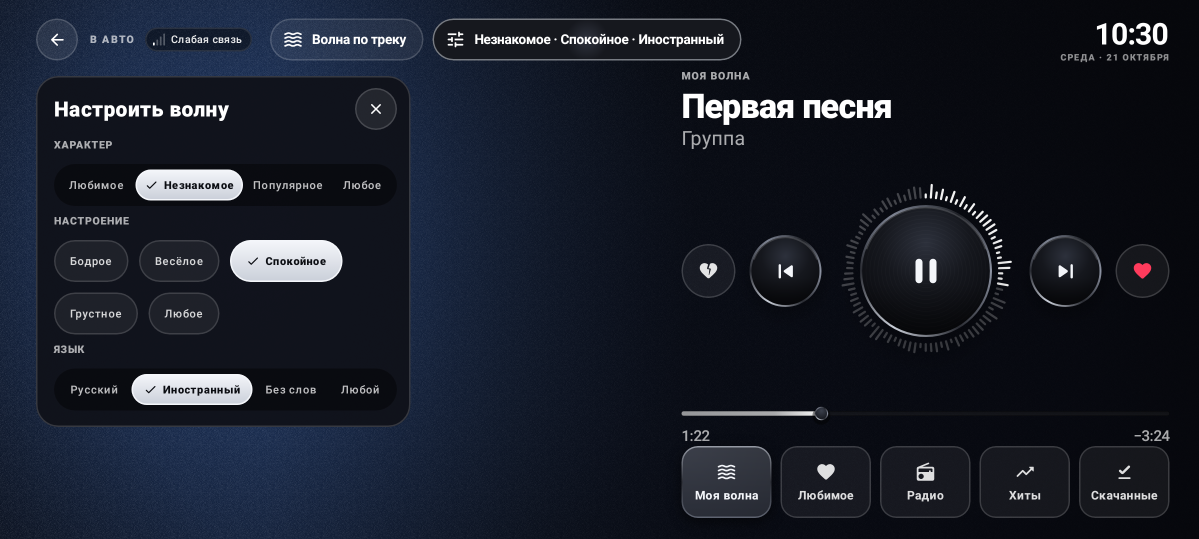 В АВТО
Слабая связь
Волна по треку
Незнакомое · Спокойное · Иностранный
10:30
СРЕДА · 21 ОКТЯБРЯ
Настроить волну
ХАРАКТЕР
Любимое Незнакомое Популярное Любое
НАСТРОЕНИЕ
Бодрое Весёлое Спокойное
Грустное Любое
ЯЗЫК
Русский Иностранный Без слов Любой
МОЯ ВОЛНА
Первая песня
Группа
1:22 −3:24
Моя волна Любимое Радио Хиты Скачанные